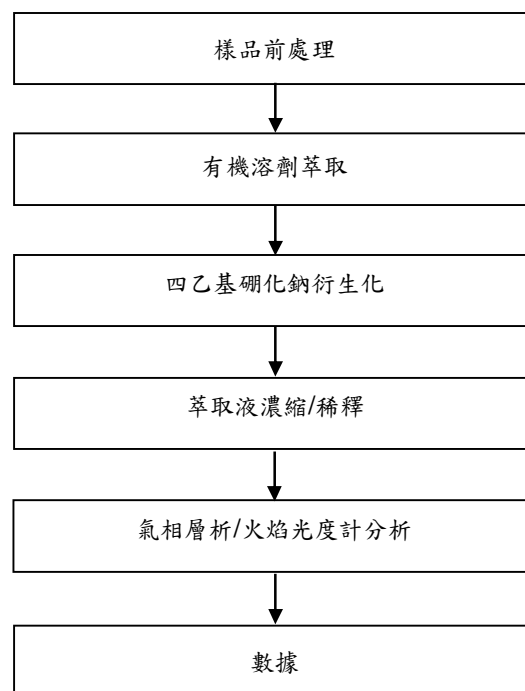 樣品前處理
有機溶劑萃取
四乙基硼化鈉衍生化
萃取液濃縮/稀釋
氣相層析/火焰光度計分析
數據